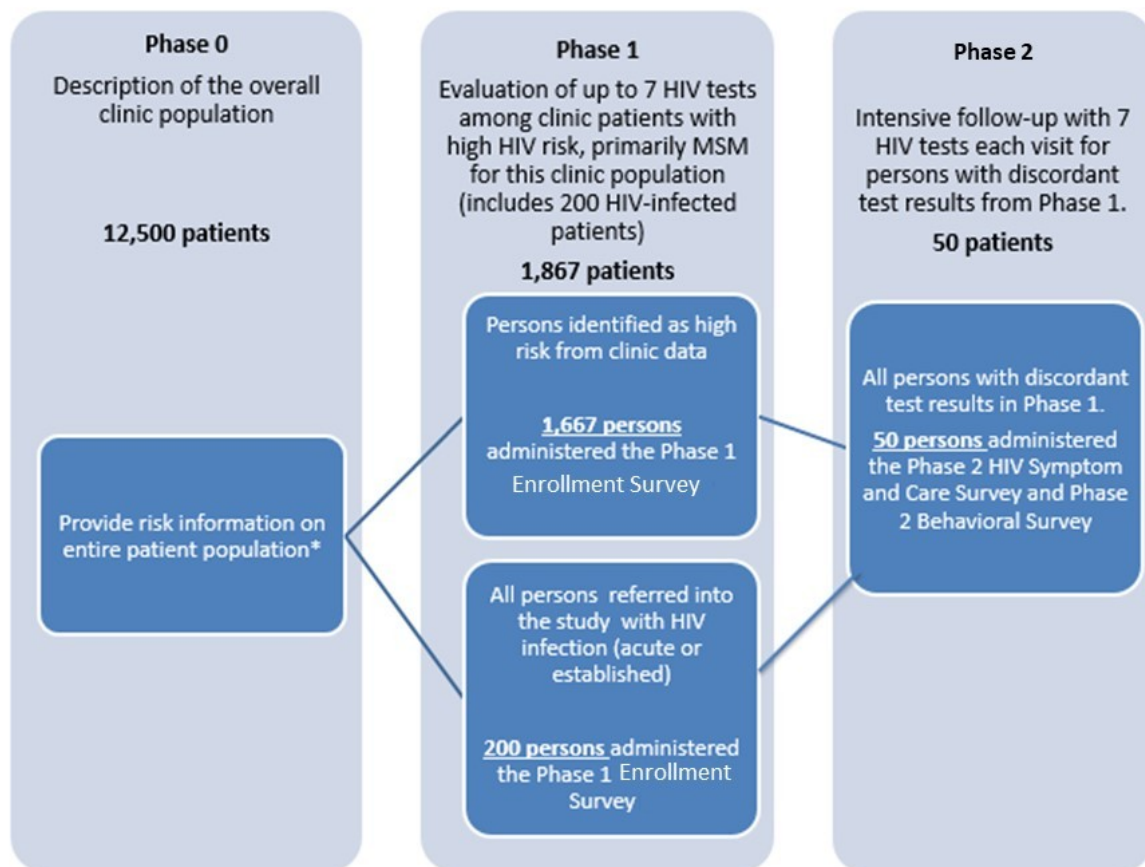 Phase 0
Description of the overall
clinic population
12,500 patients
Provide risk information on
entire patient population*
Phase 1
Evaluation of up to 7 HIV tests
among clinic patients with
high HIV risk, primarily MSM
for this clinic population
(includes 200 HIV-infected
patients)
1,867 patients
Persons identified as high
risk from clinic data
1,667 persons
administered the Phase 1
Enrollment Survey
All persons referred into
the study with HIV
infection (acute or
established)
200 persons administered
the Phase 1 Enrollment
Survey
Phase 2
Intensive follow-up with 7
HIV tests each visit for
persons with discordant
test results from Phase 1.
50 patients
All persons with discordant
test results in Phase 1.
50 persons administered
the Phase 2 HIV Symptom
and Care Survey and Phase
2 Behavioral Survey